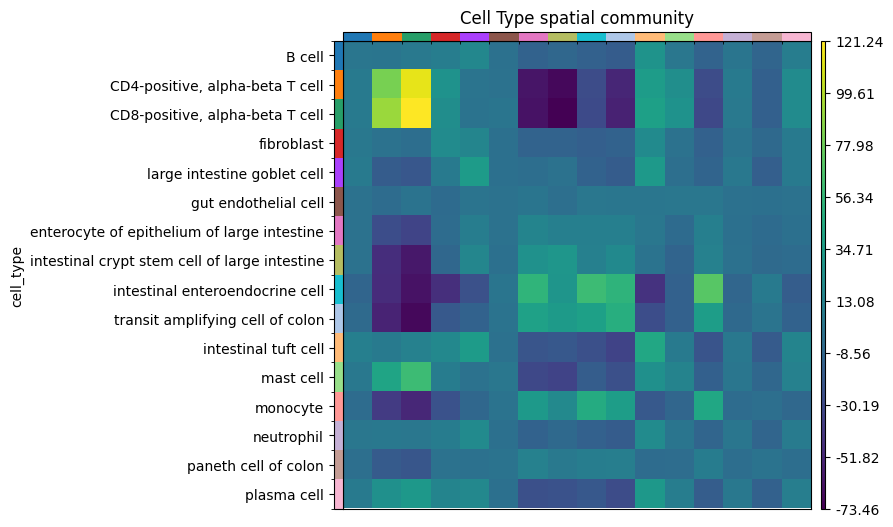 Cell Type spatial community
cell_type
B cell
CD4-positive, alpha-beta T cell
CD8-positive, alpha-beta T cell
fibroblast
large intestine goblet cell
gut endothelial cell
enterocyte of epithelium of large intestine
intestinal crypt stem cell of large intestine
intestinal enteroendocrine cell
transit amplifying cell of colon
intestinal tuft cell
mast cell
monocyte
neutrophil
paneth cell of colon
plasma cell
121.24
99.61
77.98
56.34
34.71
13.08
-8.56
-30.19
-51.82
-73.46